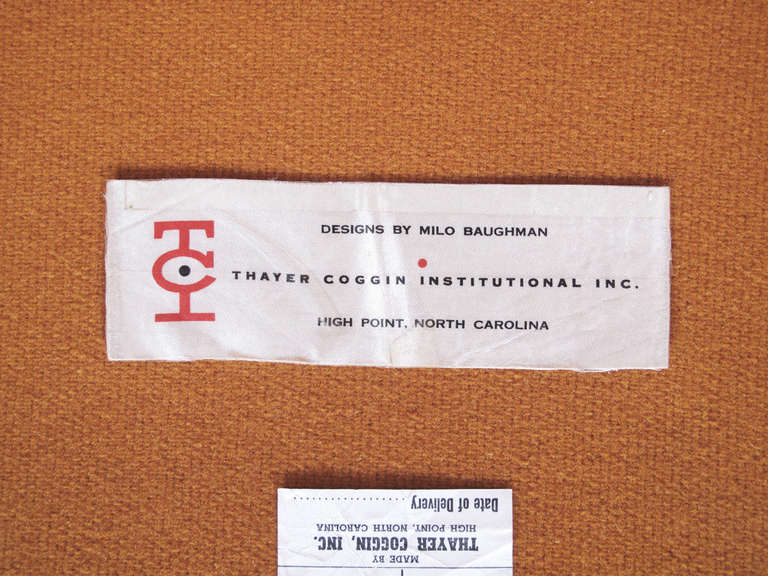 TCI
DESIGNS BY MILO BAUGHMAN
THAYER COGGIN INSTITUTIONAL INC.
HIGH POINT, NORTH CAROLINA
MADE BY
THAYER COGGIN, INC.
HIGH POINT, NORTH CAROLINA
Date of Delivery